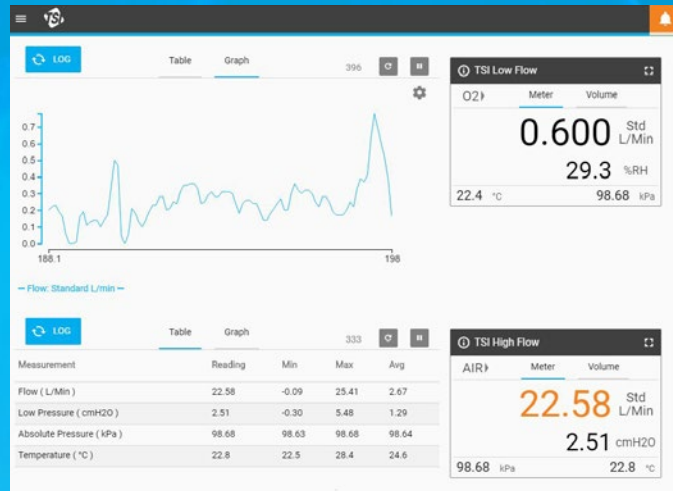 TSI
LOG Table Graph 396
0.7
0.6
0.5
0.4
0.3
0.2
0.1
0.0
188.1 198
Flow: Standard L/min
TSI Low Flow
O2
Meter Volume
0.600 Std L/Min
29.3 %RH
22.4 °C 98.68 kPa
LOG Table Graph 333
Measurement Reading Min Max Avg
Flow ( L/Min ) 22.58 -0.09 25.41 2.67
Low Pressure ( cmH2O ) 2.51 -0.30 5.48 1.29
Absolute Pressure ( kPa ) 98.68 98.63 98.68 98.64
Temperature ( °C ) 22.8 22.5 28.4 24.6
TSI High Flow
AIR Meter Volume
22.58 Std L/Min
2.51 cmH20
98.68 kPa 22.8 °C